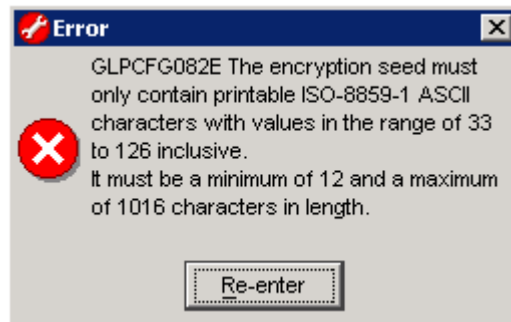 Error
GLPCFG082E The encryption seed must
only contain printable ISO-8859-1 ASCII
characters with values in the range of 33
to 126 inclusive.
It must be a minimum of 12 and a maximum
of 1016 characters in length.
Re-enter